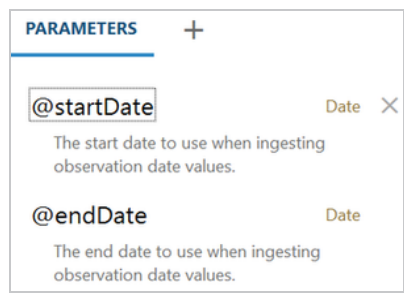 PARAMETERS +
@startDate Date ×
The start date to use when ingesting
observation date values.
@endDate Date
The end date to use when ingesting
observation date values.